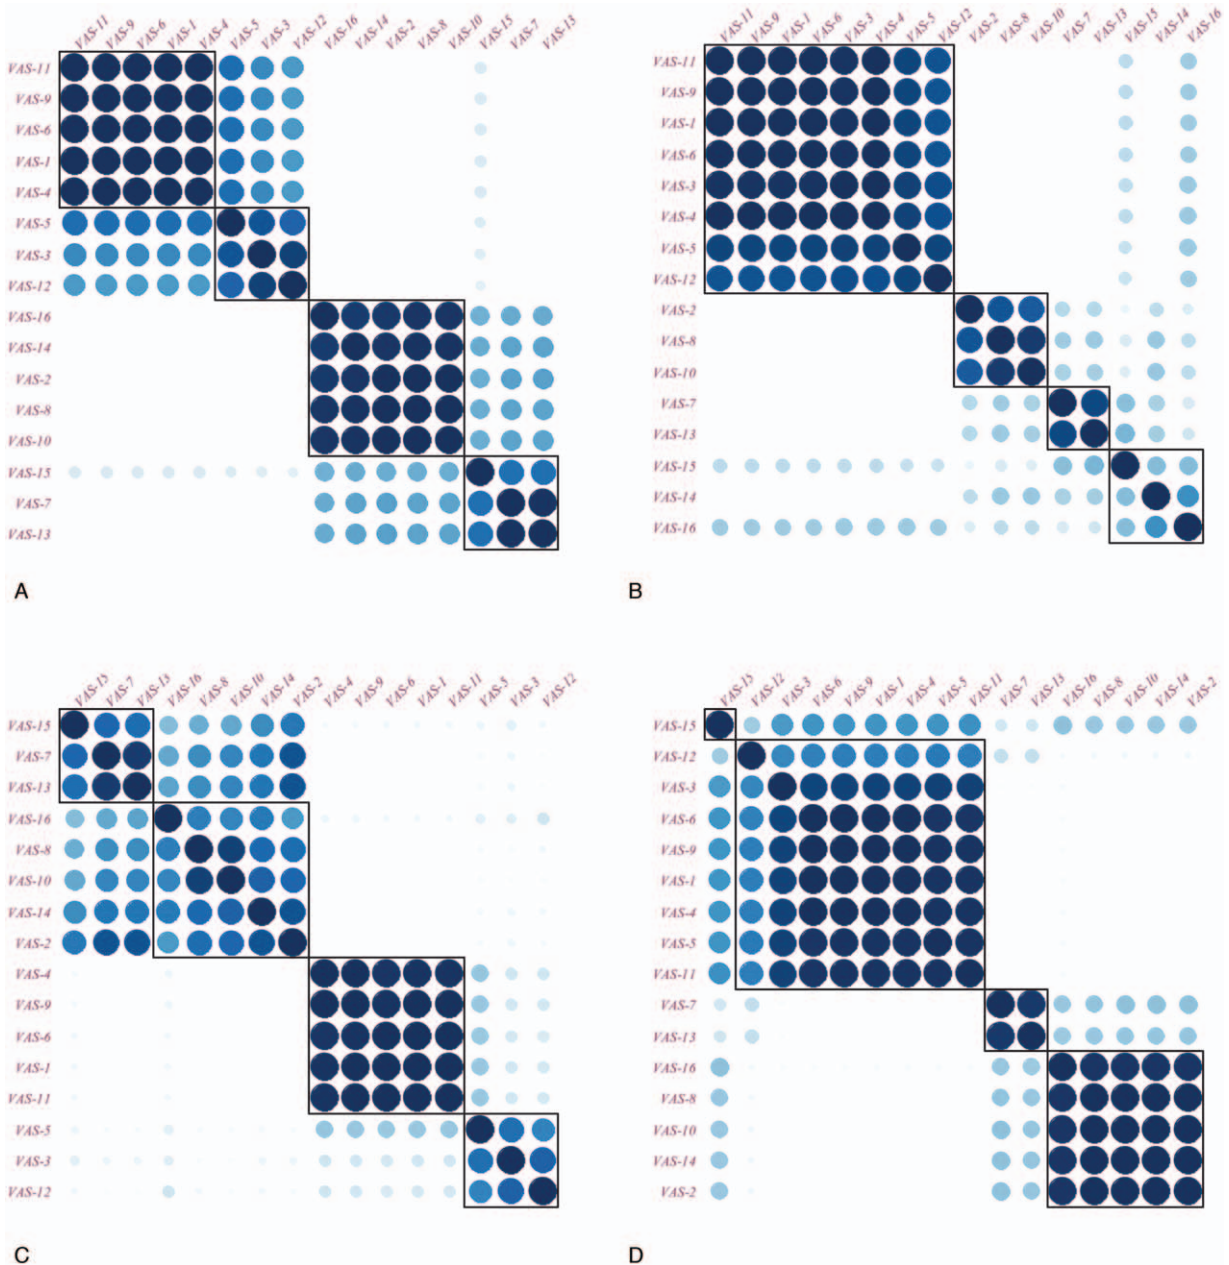 VAS-11 VAS-9 VAS-6 VAS-1 VAS-4 VAS-5 VAS-3 VAS-12 VAS-16 VAS-14 VAS-2 VAS-8 VAS-10 VAS-15 VAS-7 VAS-13
VAS-11
VAS-9
VAS-6
VAS-1
VAS-4
VAS-5
VAS-3
VAS-12
VAS-16
VAS-14
VAS-2
VAS-8
VAS-10
VAS-15
VAS-7
VAS-13
A
VAS-11 VAS-9 VAS-1 VAS-6 VAS-3 VAS-4 VAS-5 VAS-12 VAS-2 VAS-8 VAS-10 VAS-7 VAS-13 VAS-15 VAS-14 VAS-16
VAS-11
VAS-9
VAS-1
VAS-6
VAS-3
VAS-4
VAS-5
VAS-12
VAS-2
VAS-8
VAS-10
VAS-7
VAS-13
VAS-15
VAS-14
VAS-16
B
VAS-15 VAS-7 VAS-13 VAS-16 VAS-8 VAS-10 VAS-14 VAS-2 VAS-4 VAS-9 VAS-6 VAS-1 VAS-11 VAS-5 VAS-3 VAS-12
VAS-15
VAS-7
VAS-13
VAS-16
VAS-8
VAS-10
VAS-14
VAS-2
VAS-4
VAS-9
VAS-6
VAS-1
VAS-11
VAS-5
VAS-3
VAS-12
C
VAS-15 VAS-12 VAS-3 VAS-6 VAS-9 VAS-1 VAS-4 VAS-5 VAS-11 VAS-7 VAS-13 VAS-16 VAS-8 VAS-10 VAS-14 VAS-2
VAS-15
VAS-12
VAS-3
VAS-6
VAS-9
VAS-1
VAS-4
VAS-5
VAS-11
VAS-7
VAS-13
VAS-16
VAS-8
VAS-10
VAS-14
VAS-2
D